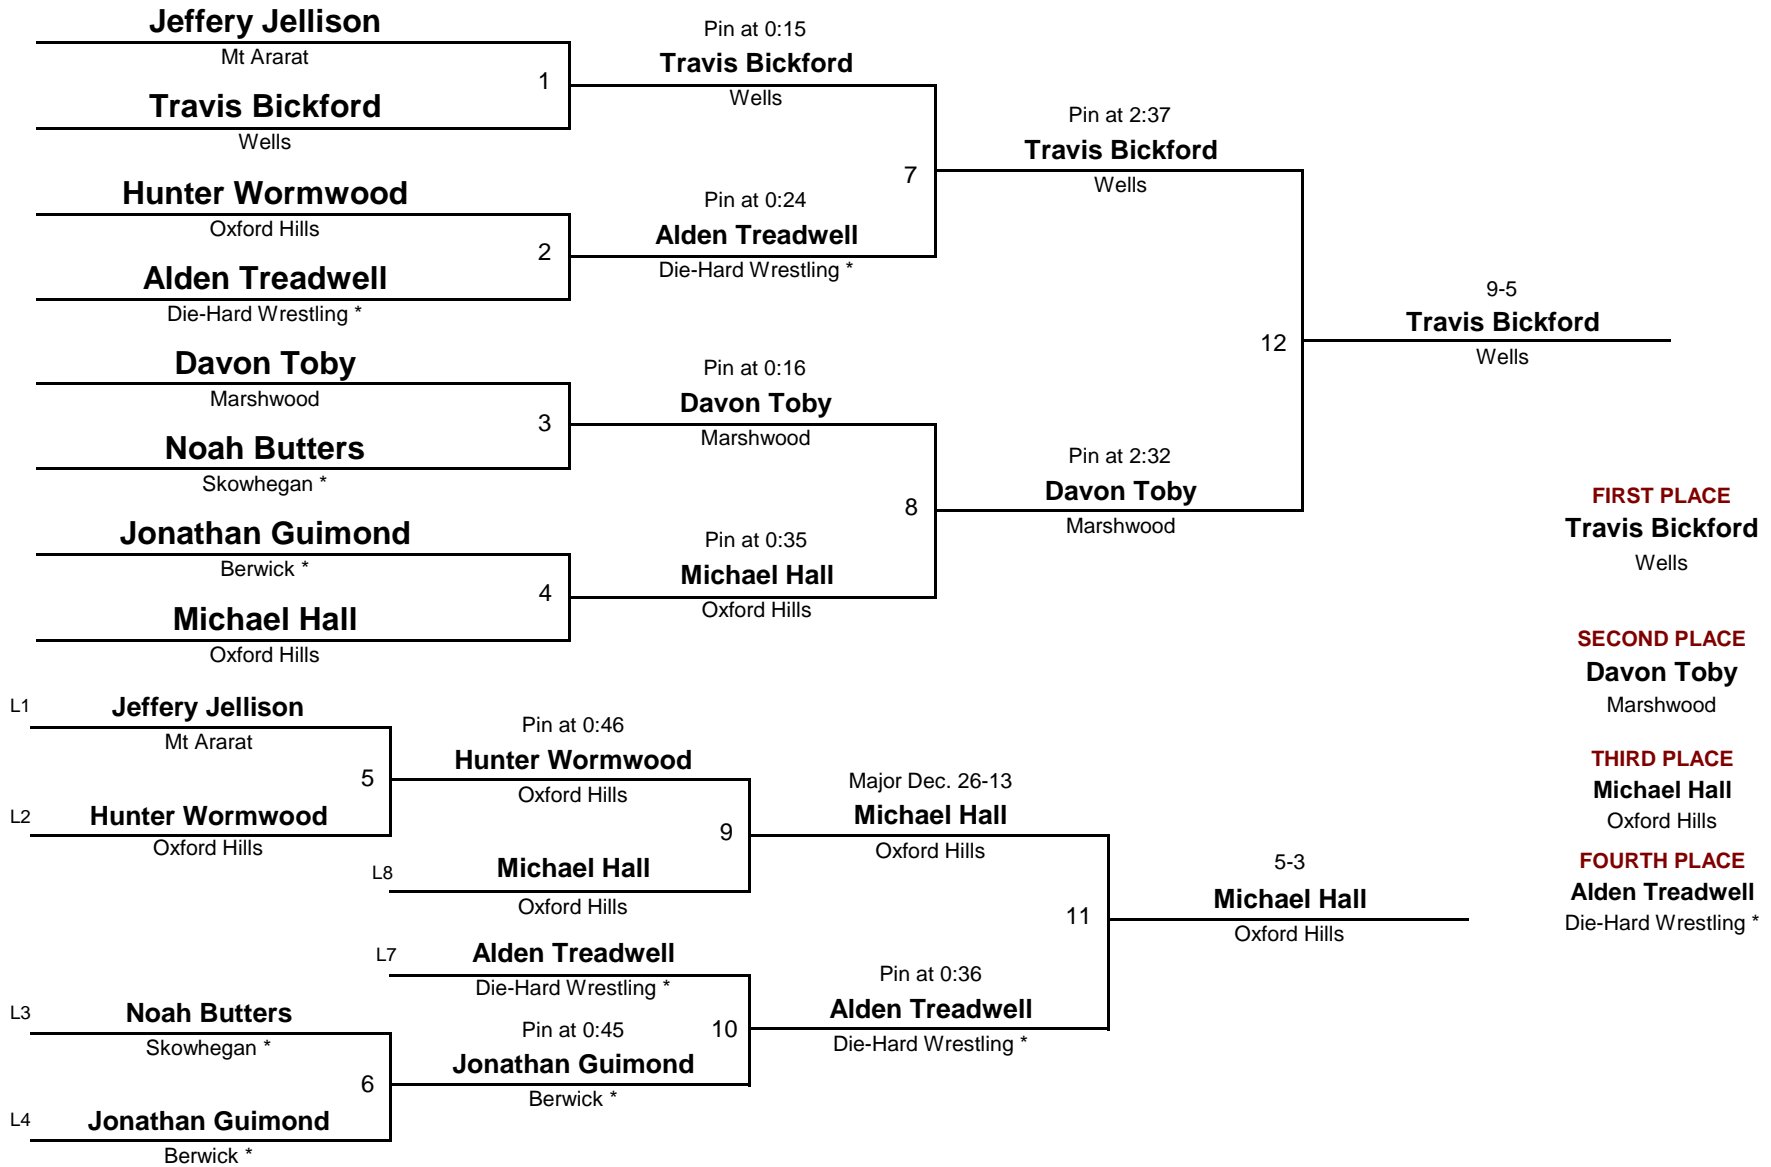 Jeffery Jellison
Mt Ararat
1
Travis Bickford
Wells
Hunter Wormwood
Oxford Hills
2
Alden Treadwell
Die-Hard Wrestling *
Davon Toby
Marshwood
3
Noah Butters
Skowhegan *
Jonathan Guimond
Berwick *
4
Michael Hall
Oxford Hills
Pin at 0:15
Travis Bickford
Wells
7
Pin at 0:24
Alden Treadwell
Die-Hard Wrestling *
Pin at 0:16
Davon Toby
Marshwood
8
Pin at 0:35
Michael Hall
Oxford Hills
Pin at 2:37
Travis Bickford
Wells
12
Pin at 2:32
Davon Toby
Marshwood
9-5
Travis Bickford
Wells
L1
Jeffery Jellison
Mt Ararat
5
L2
Hunter Wormwood
Oxford Hills
L3
Noah Butters
Skowhegan *
6
L4
Jonathan Guimond
Berwick *
Pin at 0:46
Hunter Wormwood
Oxford Hills
9
L8
Michael Hall
Oxford Hills
L7
Alden Treadwell
Die-Hard Wrestling *
10
Pin at 0:45
Jonathan Guimond
Berwick *
Major Dec. 26-13
Michael Hall
Oxford Hills
11
Pin at 0:36
Alden Treadwell
Die-Hard Wrestling *
5-3
Michael Hall
Oxford Hills
FIRST PLACE
Travis Bickford
Wells
SECOND PLACE
Davon Toby
Marshwood
THIRD PLACE
Michael Hall
Oxford Hills
FOURTH PLACE
Alden Treadwell
Die-Hard Wrestling *